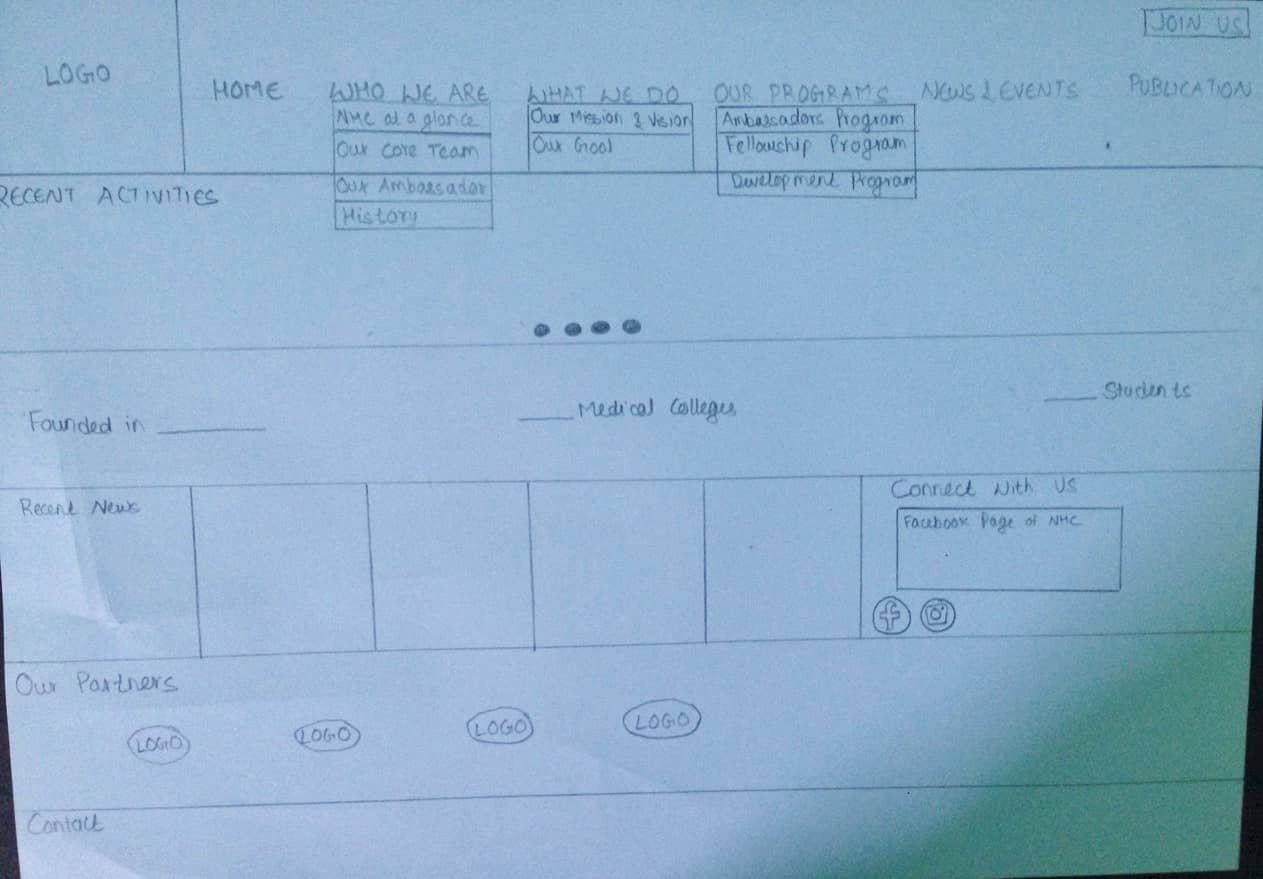 JOIN US
LOGO
HOME
WHO WE ARE
WHAT WE DO
OUR PROGRAMS
NEWS & EVENTS
PUBLICATION
NMC at a glance
Our Core Team
Our Ambassador
History
Our Mission & Vision
Our Goal
Ambassadors Program
Fellowship Program
Development Program
RECENT ACTIVITIES
Founded in ____
____ Medical Colleges
____ Students
Recent News
Connect With US
Facebook Page of NMC
Our Partners
LOGO
LOGO
LOGO
LOGO
Contact